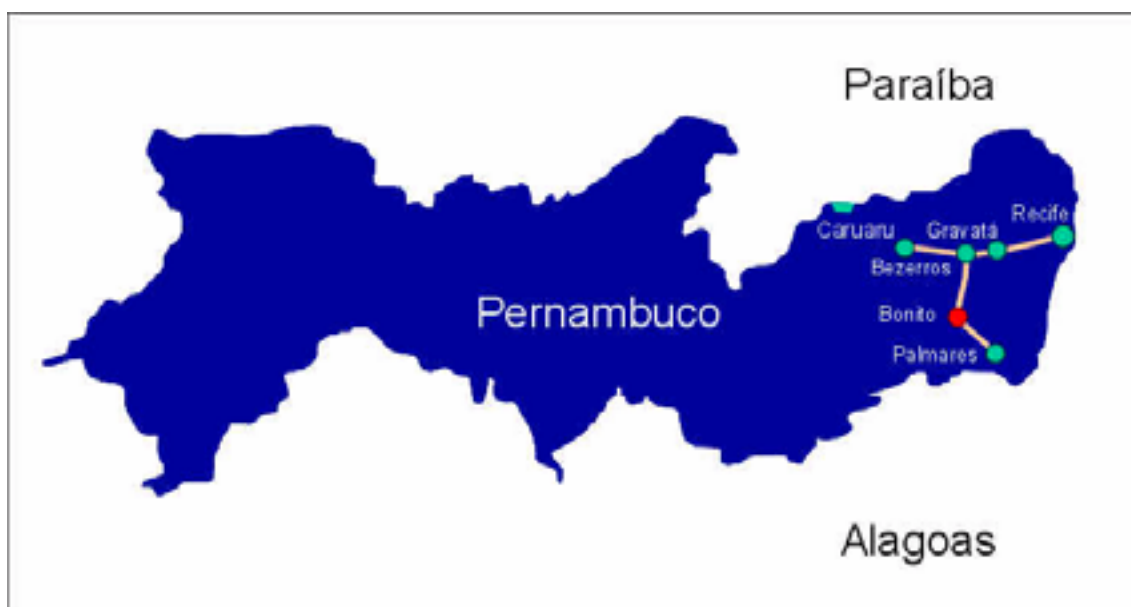 Paraíba
Recife
Caruaru
Gravatá
Bezerros
Pernambuco
Bonito
Palmares
Alagoas